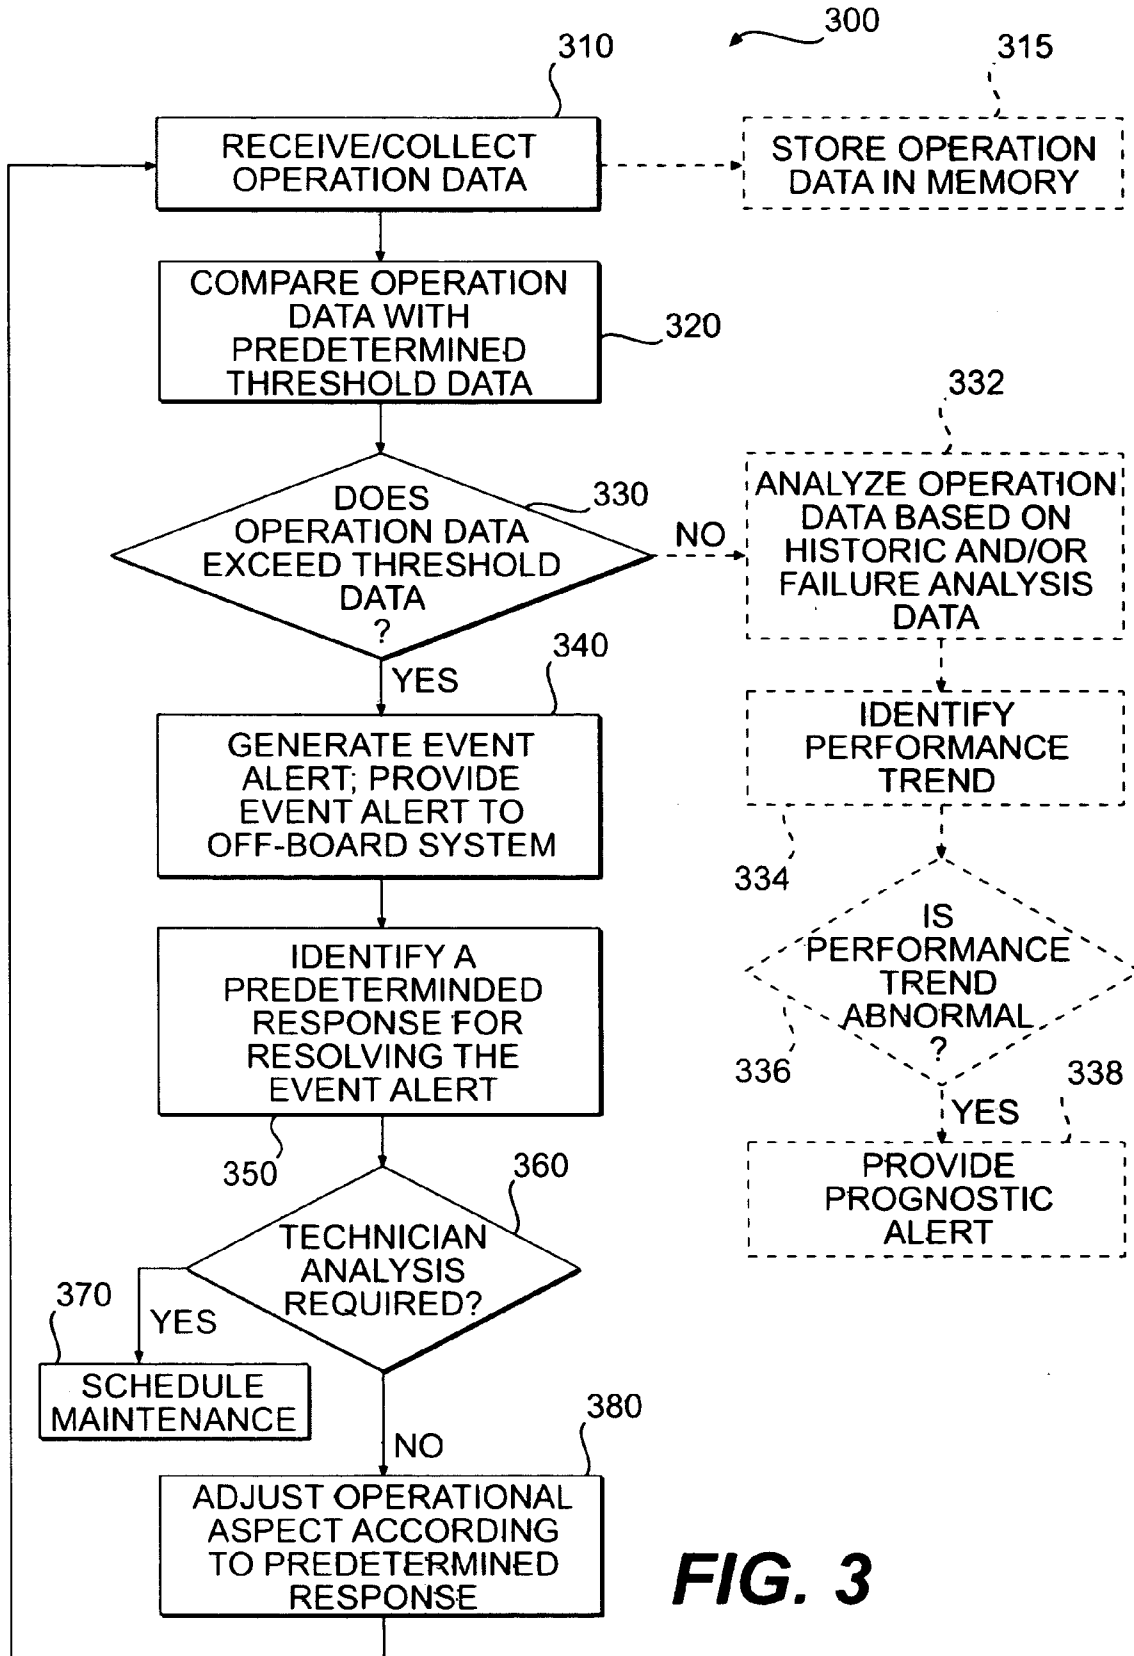 300
310
315
RECEIVE/COLLECT
OPERATION DATA
STORE OPERATION
DATA IN MEMORY
COMPARE OPERATION
DATA WITH
PREDETERMINED
THRESHOLD DATA
320
332
DOES
OPERATION DATA
EXCEED THRESHOLD
DATA
?
330
NO
ANALYZE OPERATION
DATA BASED ON
HISTORIC AND/OR
FAILURE ANALYSIS
DATA
YES
340
GENERATE EVENT
ALERT; PROVIDE
EVENT ALERT TO
OFF-BOARD SYSTEM
IDENTIFY
PERFORMANCE
TREND
334
IDENTIFY A
PREDETERMINDED
RESPONSE FOR
RESOLVING THE
EVENT ALERT
350
IS
PERFORMANCE
TREND
ABNORMAL
?
336
338
YES
PROVIDE
PROGNOSTIC
ALERT
360
TECHNICIAN
ANALYSIS
REQUIRED?
370
YES
SCHEDULE
MAINTENANCE
NO
380
ADJUST OPERATIONAL
ASPECT ACCORDING
TO PREDETERMINED
RESPONSE
FIG. 3